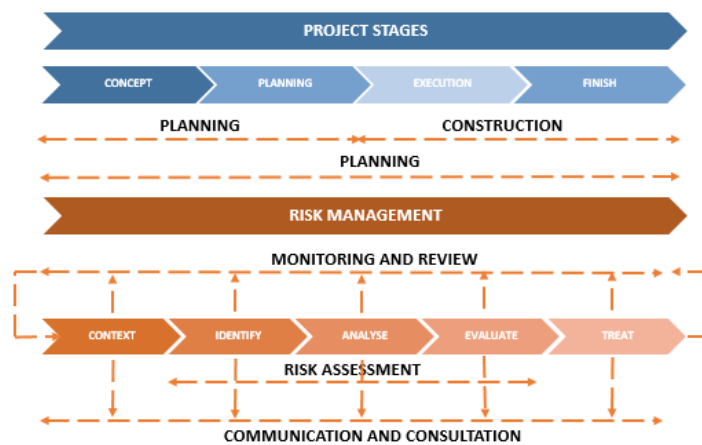 PROJECT STAGES
CONCEPT PLANNING EXECUTION FINISH
PLANNING CONSTRUCTION
PLANNING
RISK MANAGEMENT
MONITORING AND REVIEW
CONTEXT IDENTIFY ANALYSE EVALUATE TREAT
RISK ASSESSMENT
COMMUNICATION AND CONSULTATION